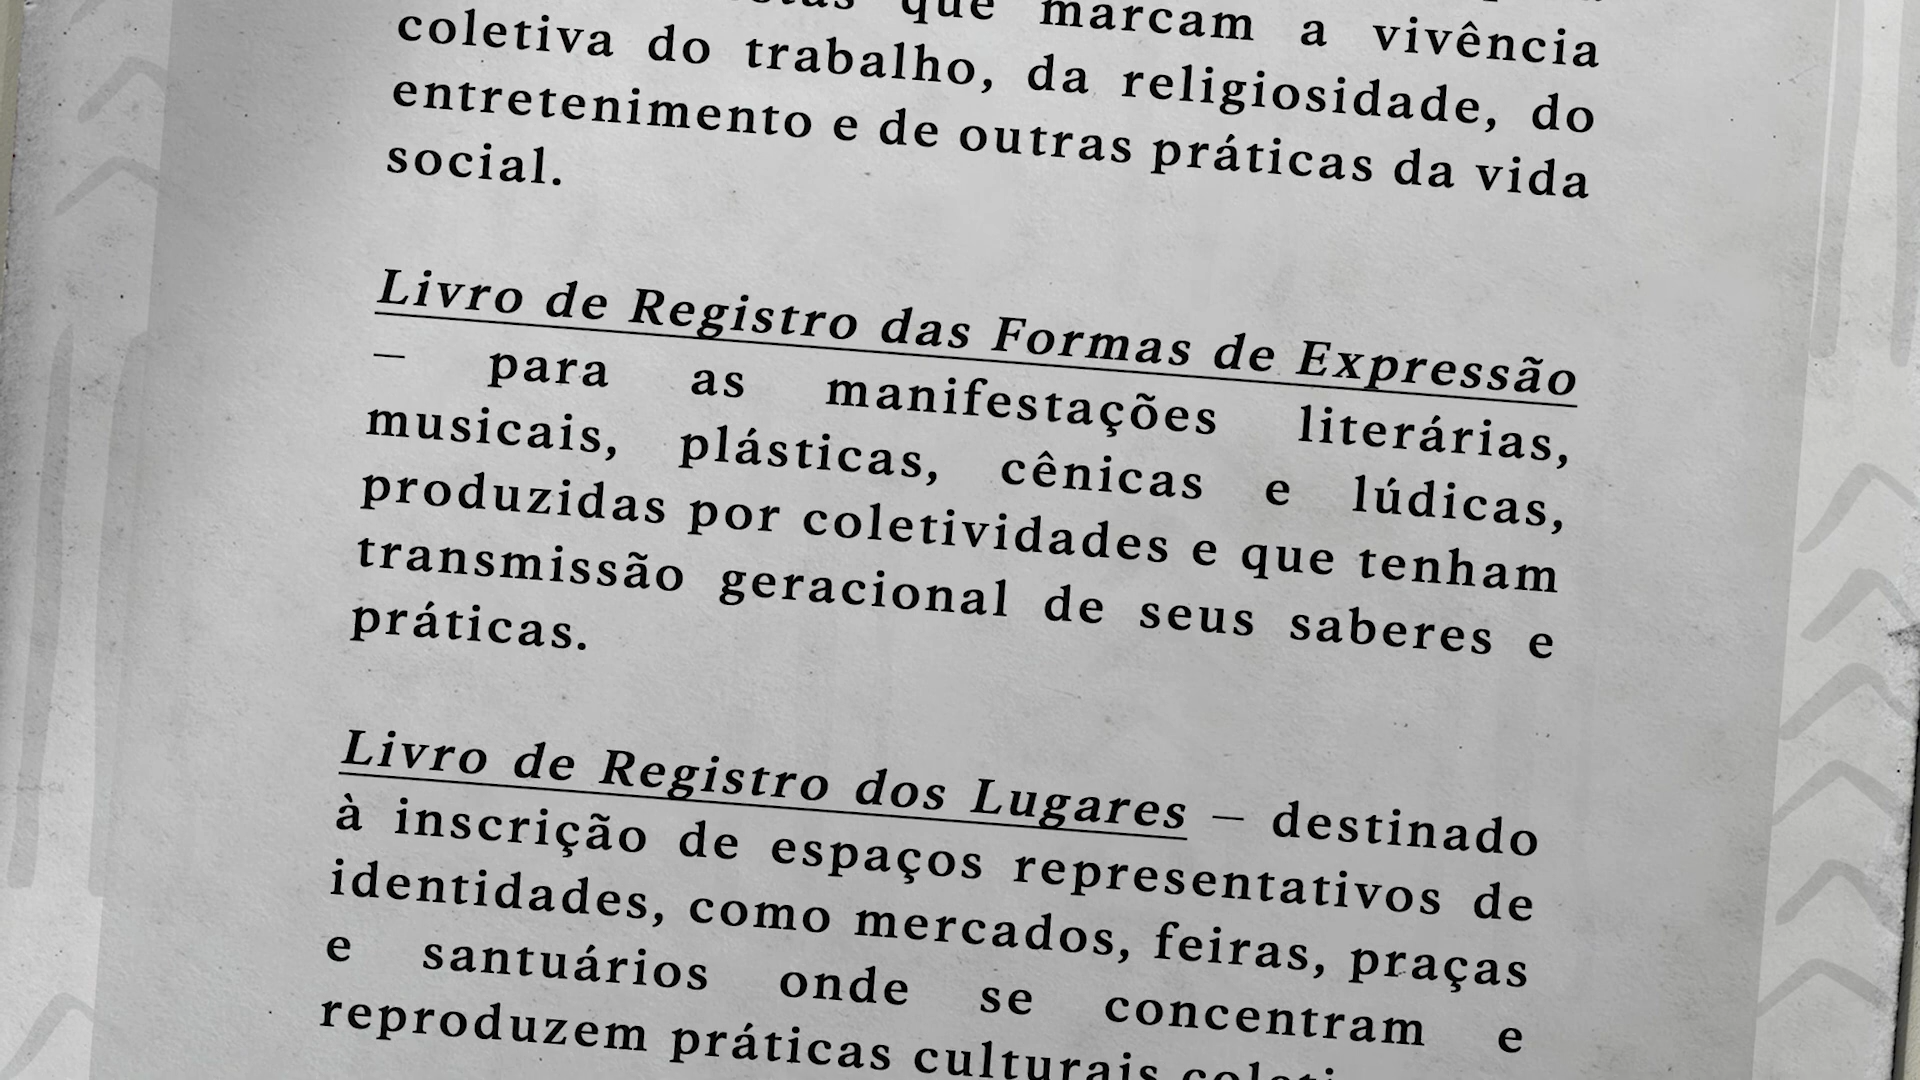 que marcam a vivência
coletiva do trabalho, da religiosidade, do
entretenimento e de outras práticas da vida
social.
Livro de Registro das Formas de Expressão
– para as manifestações literárias,
musicais, plásticas, cênicas e lúdicas,
produzidas por coletividades e que tenham
transmissão geracional de seus saberes e
práticas.
Livro de Registro dos Lugares – destinado
à inscrição de espaços representativos de
identidades, como mercados, feiras, praças
e santuários onde se concentram e
reproduzem práticas culturais